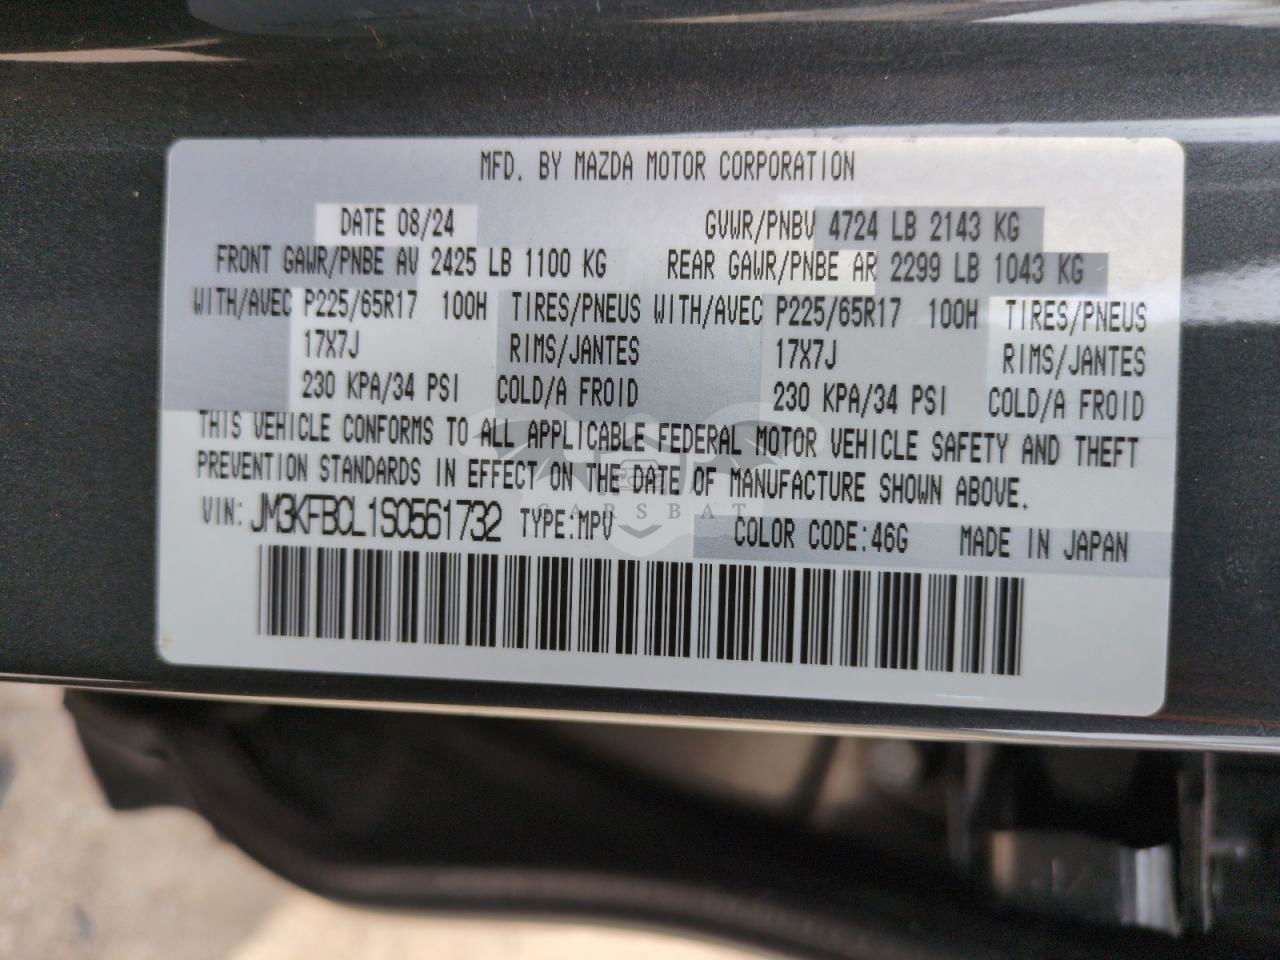 MFD. BY MAZDA MOTOR CORPORATION
DATE 08/24 GVWR/PNBV 4724 LB 2143 KG
FRONT GAWR/PNBE AV 2425 LB 1100 KG REAR GAWR/PNBE AR 2299 LB 1043 KG
WITH/AVEC P225/65R17 100H TIRES/PNEUS WITH/AVEC P225/65R17 100H TIRES/PNEUS
17X7J RIMS/JANTES 17X7J RIMS/JANTES
230 KPA/34 PSI COLD/A FROID 230 KPA/34 PSI COLD/A FROID
THIS VEHICLE CONFORMS TO ALL APPLICABLE FEDERAL MOTOR VEHICLE SAFETY AND THEFT
PREVENTION STANDARDS IN EFFECT ON THE DATE OF MANUFACTURE SHOWN ABOVE.
CARSBAT
VIN: JM3KFBCL1S0561732 TYPE:MPV COLOR CODE:46G MADE IN JAPAN